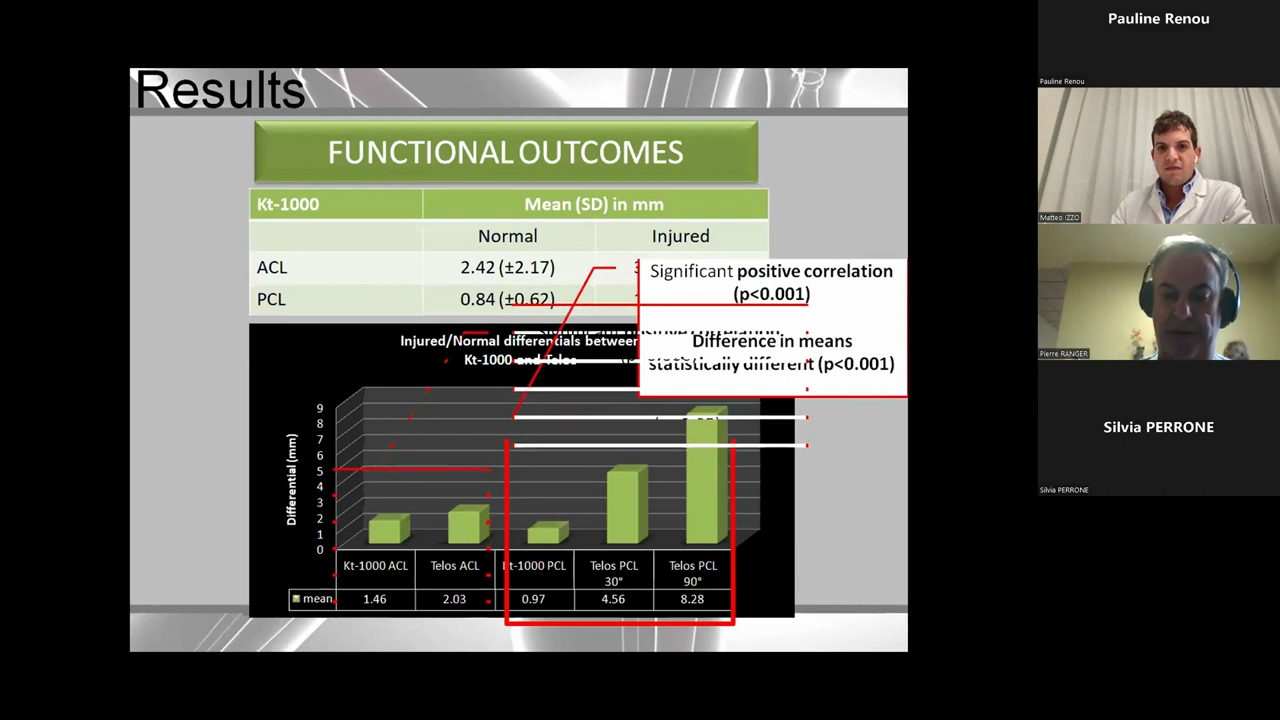 Results
FUNCTIONAL OUTCOMES
Kt-1000 Mean (SD) in mm
Normal Injured
ACL 2.42 (±2.17)
PCL 0.84 (±0.62)
Significant positive correlation
(p<0.001)
Difference in means
statistically different (p<0.001)
Injured/Normal differentials between
Kt-1000 and Telos
Differential (mm)
9
8
7
6
5
4
3
2
1
0
Kt-1000 ACL Telos ACL Kt-1000 PCL Telos PCL 30° Telos PCL 90°
mean 1.46 2.03 0.97 4.56 8.28
Pauline Renou
Pauline Renou
Matteo IZZO
Pierre RANGER
Silvia PERRONE
Silvia PERRONE